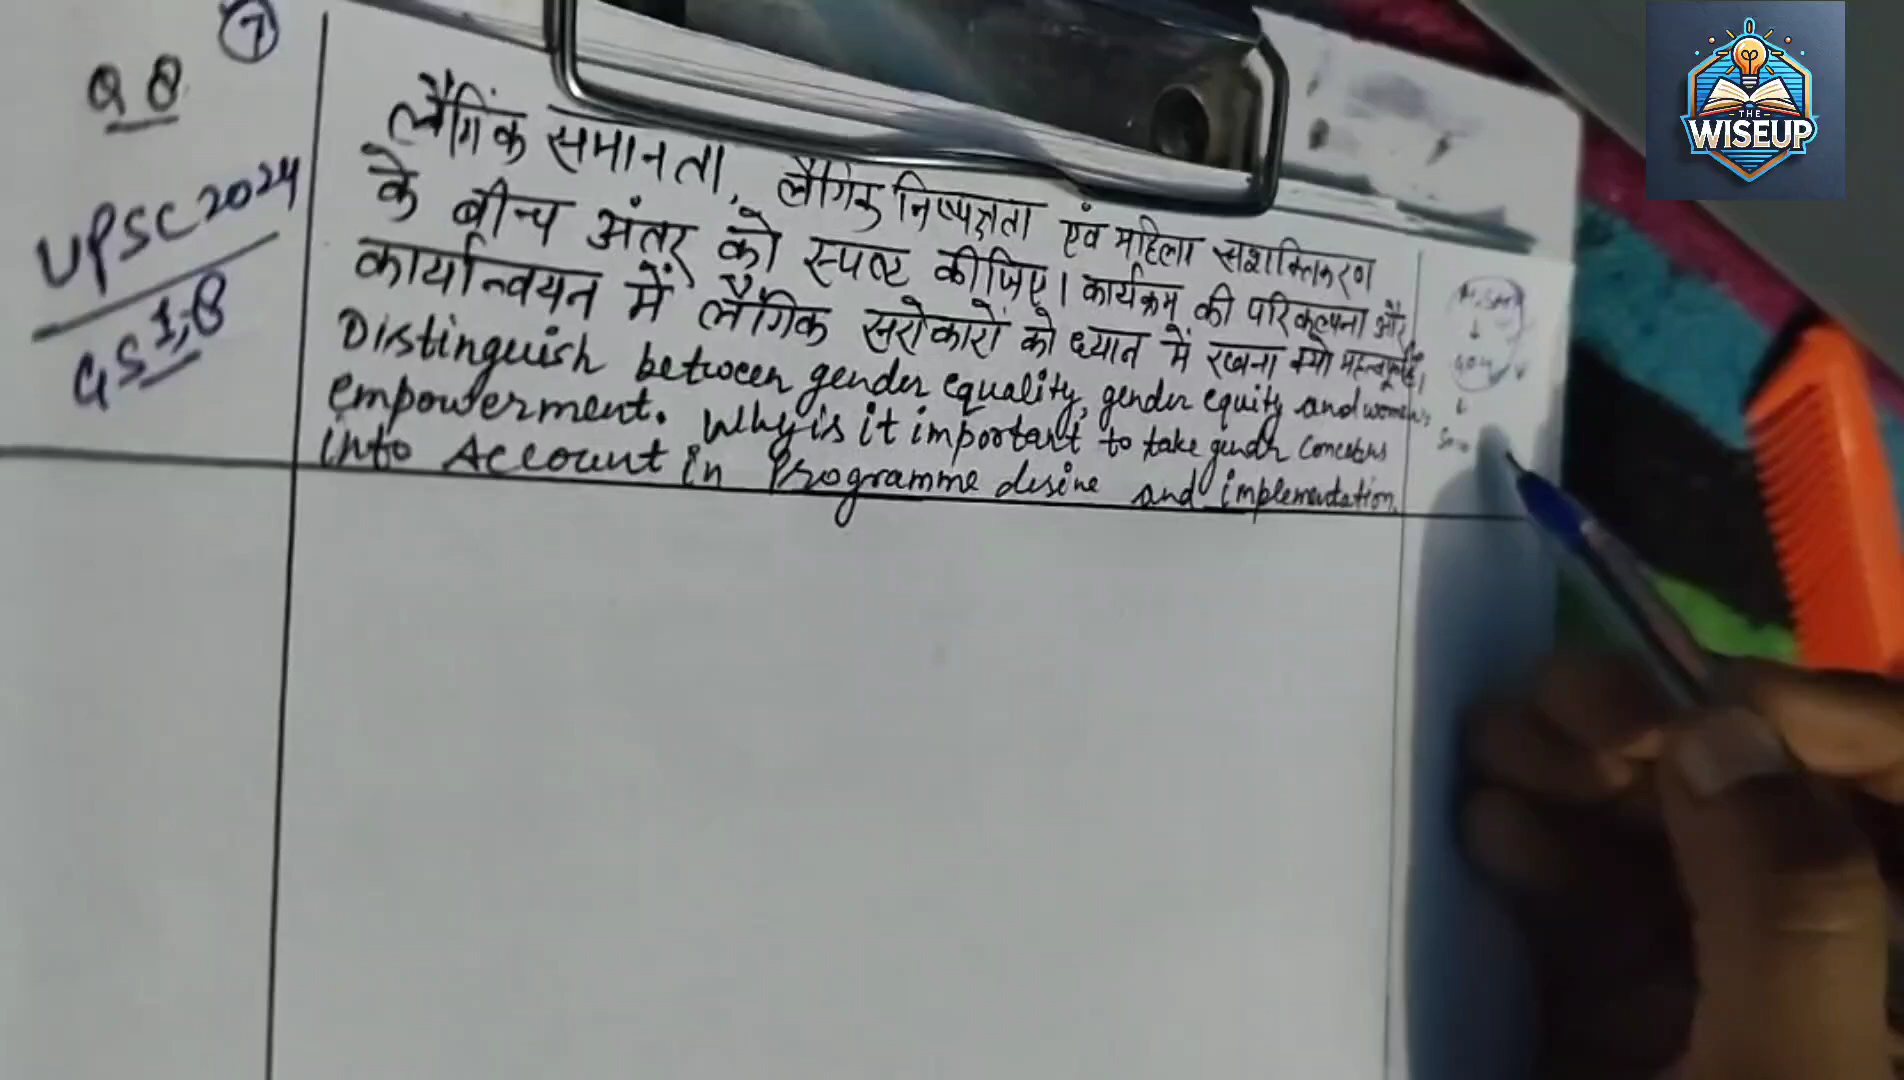 7
Q 8
UPSC 2024
GS 1, 8
लैगिंक समानता, लैगिंक निष्पक्षता एंव महिला सशक्तिकरण
के बीच अंतर को स्पष्ट कीजिए। कार्यक्रम की परिकल्पना और
कार्यान्वयन में लैंगिक सरोकारों को ध्यान में रखना क्यो महत्वपूर्ण है।
Distinguish between gender equality, gender equity and women's
empowerment. Why is it important to take gender concerns
into Account in Programme desine and implementation.
THE
WISEUP